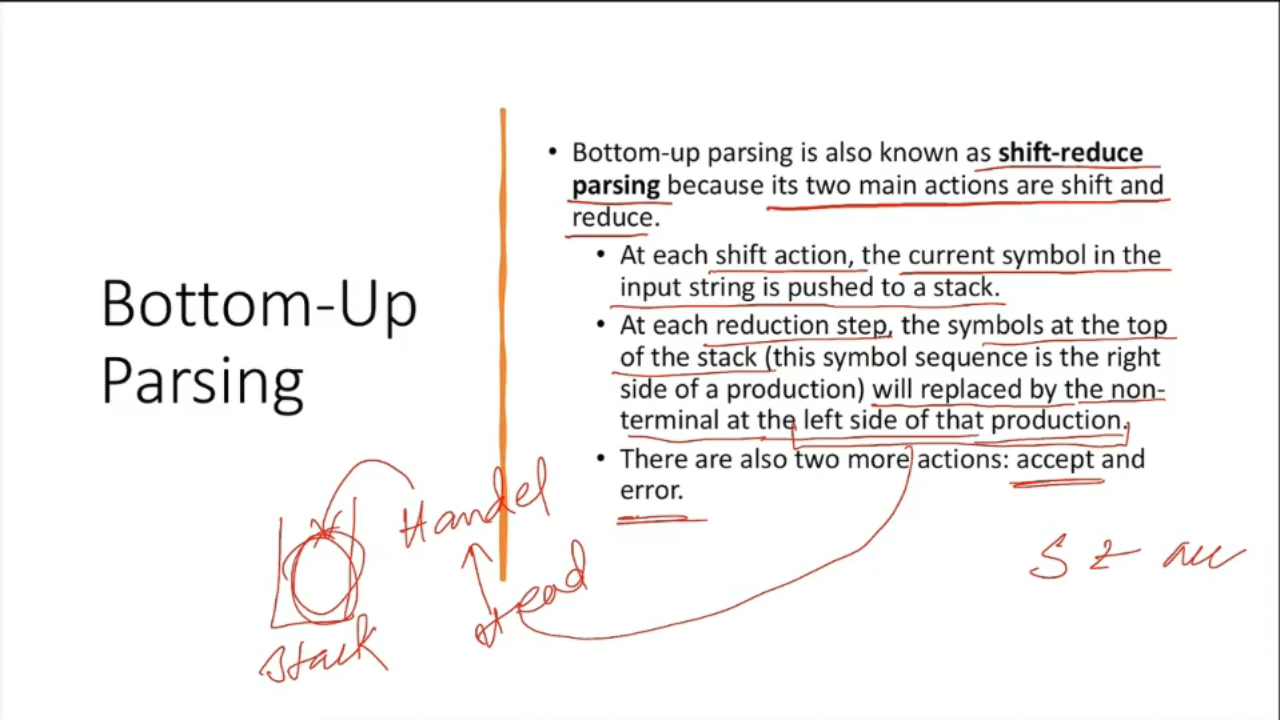 Bottom-Up
Parsing
• Bottom-up parsing is also known as shift-reduce
parsing because its two main actions are shift and
reduce.
• At each shift action, the current symbol in the
input string is pushed to a stack.
• At each reduction step, the symbols at the top
of the stack (this symbol sequence is the right
side of a production) will replaced by the non-
terminal at the left side of that production.
• There are also two more actions: accept and
error.
Handel
Stack